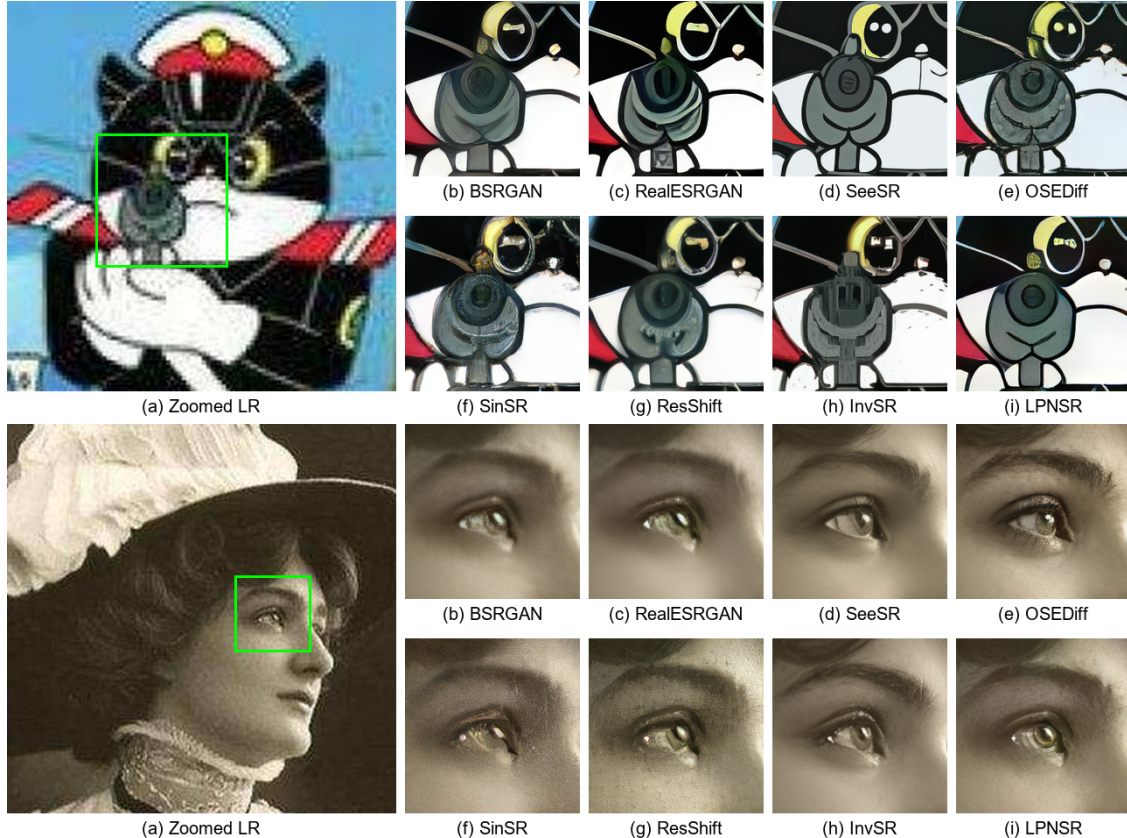 (b) BSRGAN
(c) RealESRGAN
(d) SeeSR
(e) OSEDiff
(a) Zoomed LR
(f) SinSR
(g) ResShift
(h) InvSR
(i) LPNSR
(b) BSRGAN
(c) RealESRGAN
(d) SeeSR
(e) OSEDiff
(a) Zoomed LR
(f) SinSR
(g) ResShift
(h) InvSR
(i) LPNSR